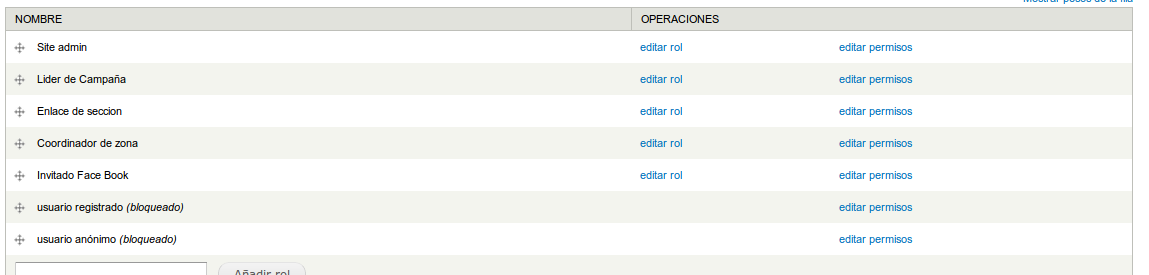 Mostrar pesos de la fila
NOMBRE OPERACIONES
Site admin editar rol editar permisos
Lider de Campaña editar rol editar permisos
Enlace de seccion editar rol editar permisos
Coordinador de zona editar rol editar permisos
Invitado Face Book editar rol editar permisos
usuario registrado (bloqueado) editar permisos
usuario anónimo (bloqueado) editar permisos
Añadir rol